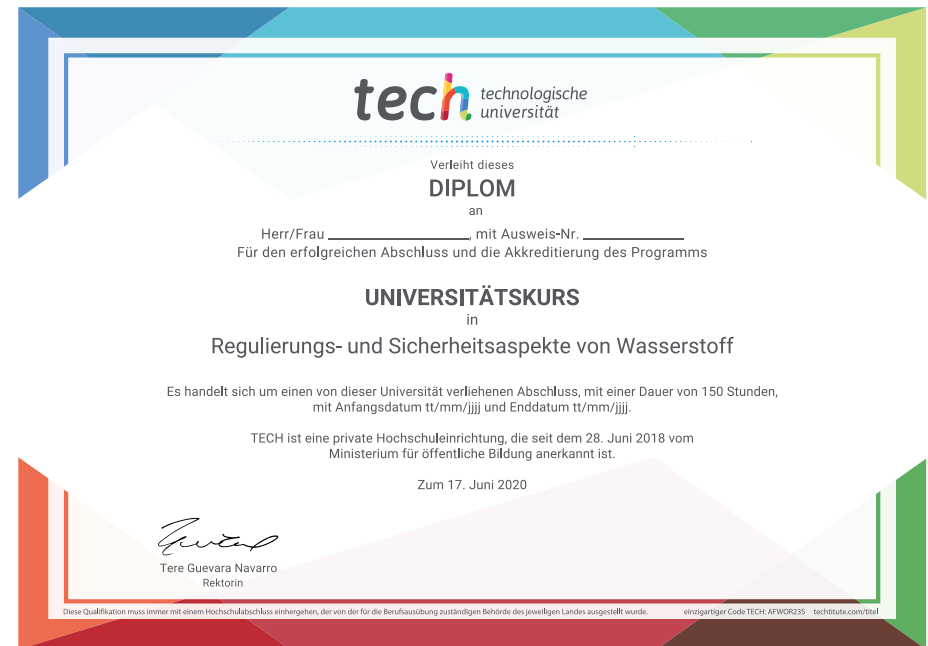 tech technologische
universität
Verleiht dieses
DIPLOM
an
Herr/Frau ____________, mit Ausweis-Nr. ____________
Für den erfolgreichen Abschluss und die Akkreditierung des Programms
UNIVERSITÄTSKURS
in
Regulierungs- und Sicherheitsaspekte von Wasserstoff
Es handelt sich um einen von dieser Universität verliehenen Abschluss, mit einer Dauer von 150 Stunden,
mit Anfangsdatum tt/mm/jjjj und Enddatum tt/mm/jjjj.
TECH ist eine private Hochschuleinrichtung, die seit dem 28. Juni 2018 vom
Ministerium für öffentliche Bildung anerkannt ist.
Zum 17. Juni 2020
Tere Guevara Navarro
Rektorin
Diese Qualifikation muss immer mit einem Hochschulabschluss einhergehen, der von der für die Berufsausübung zuständigen Behörde des jeweiligen Landes ausgestellt wurde. einzigartiger Code TECH: AFWOR23S techtitute.com/titel